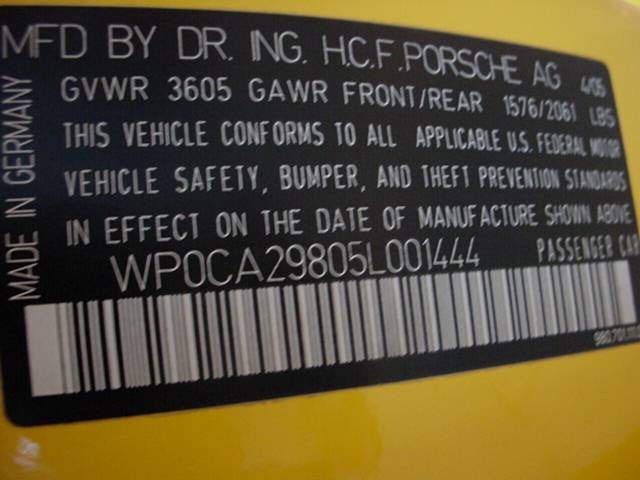 MFD BY DR. ING. H.C.F. PORSCHE AG 4/05
GVWR 3605 GAWR FRONT/REAR 1576/2061 LBS
THIS VEHICLE CONFORMS TO ALL APPLICABLE U.S. FEDERAL MOTOR
VEHICLE SAFETY, BUMPER, AND THEFT PREVENTION STANDARDS
IN EFFECT ON THE DATE OF MANUFACTURE SHOWN ABOVE
WP0CA29805L001444 PASSENGER CAR
MADE IN GERMANY